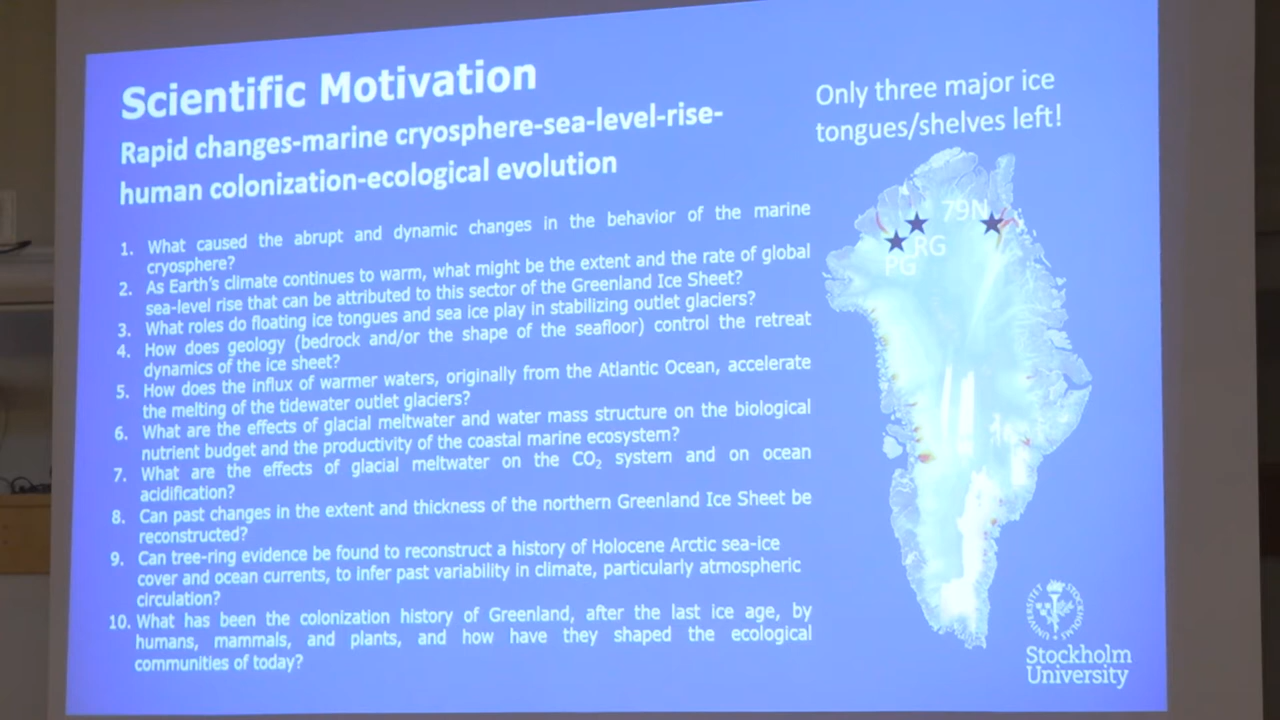 Scientific Motivation
Rapid changes-marine cryosphere-sea-level-rise-
human colonization-ecological evolution
1. What caused the abrupt and dynamic changes in the behavior of the marine
cryosphere?
2. As Earth's climate continues to warm, what might be the extent and the rate of global
sea-level rise that can be attributed to this sector of the Greenland Ice Sheet?
3. What roles do floating ice tongues and sea ice play in stabilizing outlet glaciers?
4. How does geology (bedrock and/or the shape of the seafloor) control the retreat
dynamics of the ice sheet?
5. How does the influx of warmer waters, originally from the Atlantic Ocean, accelerate
the melting of the tidewater outlet glaciers?
6. What are the effects of glacial meltwater and water mass structure on the biological
nutrient budget and the productivity of the coastal marine ecosystem?
7. What are the effects of glacial meltwater on the CO₂ system and on ocean
acidification?
8. Can past changes in the extent and thickness of the northern Greenland Ice Sheet be
reconstructed?
9. Can tree-ring evidence be found to reconstruct a history of Holocene Arctic sea-ice
cover and ocean currents, to infer past variability in climate, particularly atmospheric
circulation?
10. What has been the colonization history of Greenland, after the last ice age, by
humans, mammals, and plants, and how have they shaped the ecological
communities of today?
Only three major ice
tongues/shelves left!
79N
RG
PG
Stockholm
University